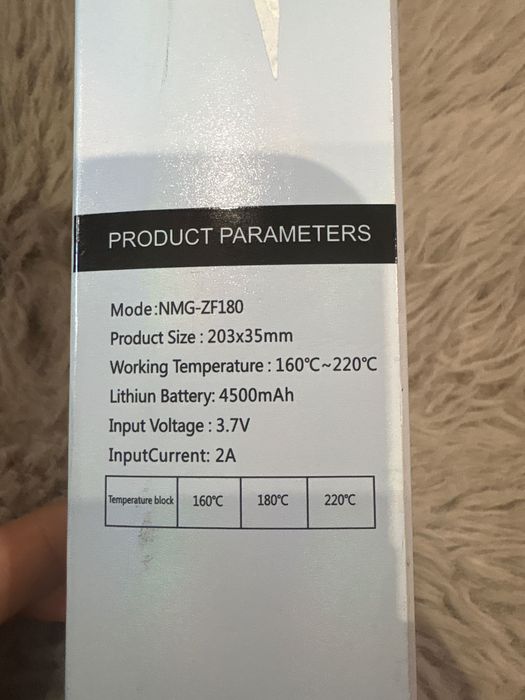 PRODUCT PARAMETERS
Mode:NMG-ZF180
Product Size : 203x35mm
Working Temperature : 160℃~220℃
Lithiun Battery: 4500mAh
Input Voltage : 3.7V
InputCurrent: 2A
Temperature block 160℃ 180℃ 220℃